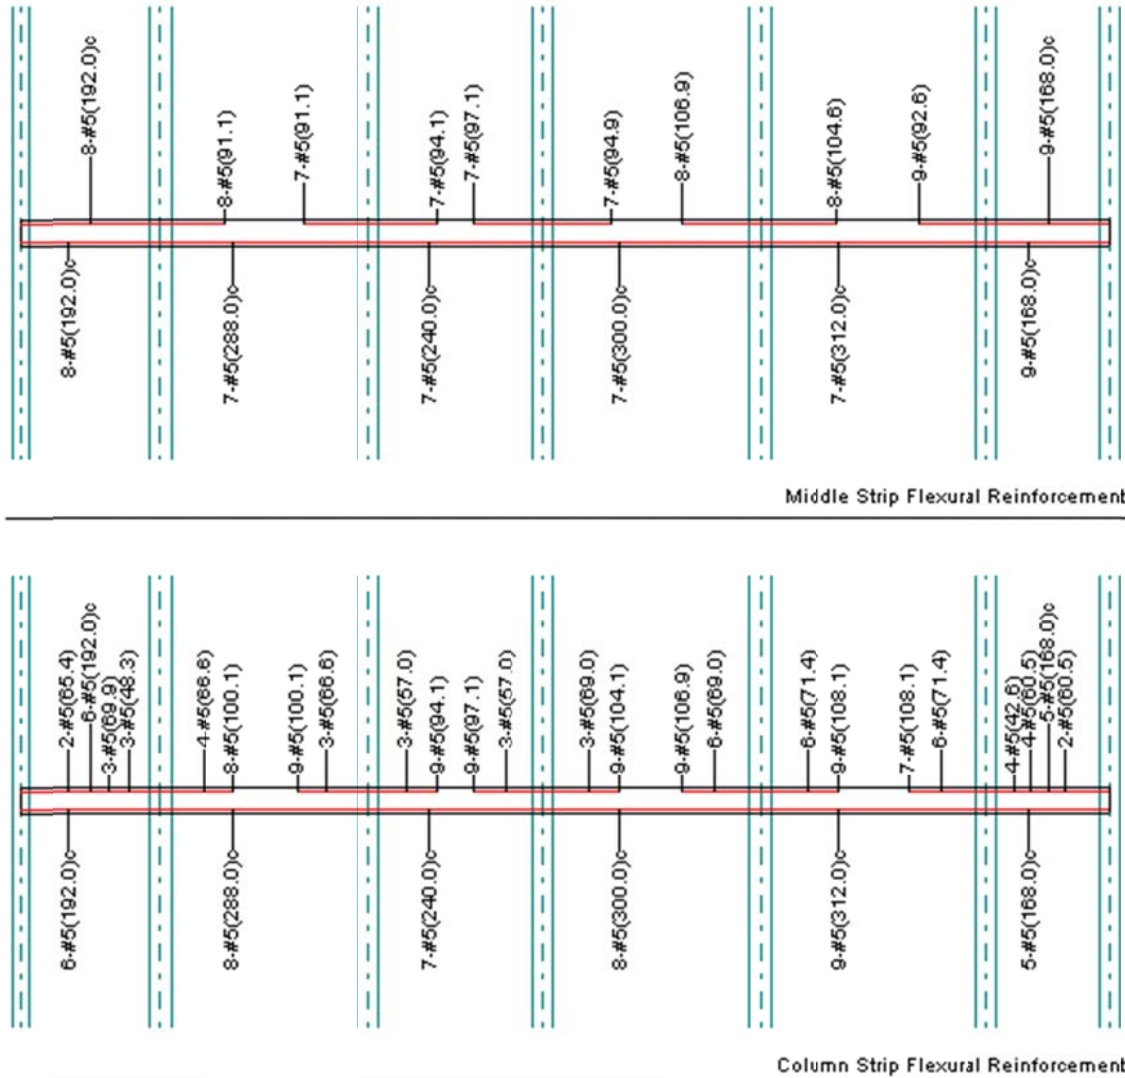 8-#5(192.0)c
8-#5(91.1)
7-#5(91.1)
7-#5(94.1)
7-#5(97.1)
7-#5(94.9)
8-#5(106.9)
8-#5(104.6)
9-#5(92.6)
9-#5(168.0)c
8-#5(192.0)c
7-#5(288.0)c
7-#5(240.0)c
7-#5(300.0)c
7-#5(312.0)c
9-#5(168.0)c
Middle Strip Flexural Reinforcement
2-#5(65.4)
6-#5(192.0)c
3-#5(69.9)
3-#5(48.3)
4-#5(66.6)
8-#5(100.1)
9-#5(100.1)
3-#5(66.6)
3-#5(57.0)
9-#5(94.1)
9-#5(97.1)
3-#5(57.0)
3-#5(69.0)
9-#5(104.1)
9-#5(106.9)
6-#5(69.0)
6-#5(71.4)
9-#5(108.1)
7-#5(108.1)
6-#5(71.4)
4-#5(42.6)
4-#5(60.5)
5-#5(168.0)c
2-#5(60.5)
6-#5(192.0)c
8-#5(288.0)c
7-#5(240.0)c
8-#5(300.0)c
9-#5(312.0)c
5-#5(168.0)c
Column Strip Flexural Reinforcement